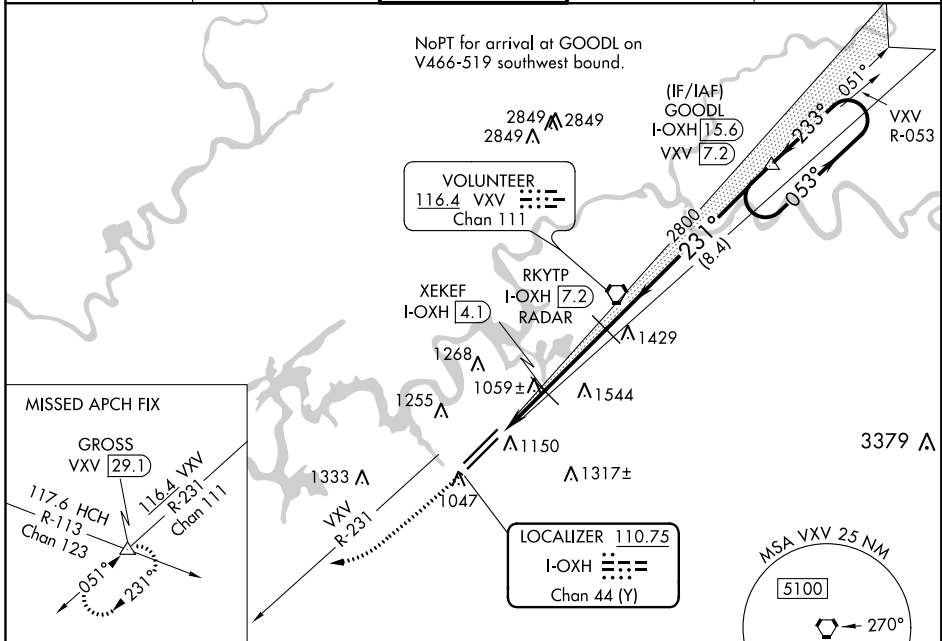 NoPT for arrival at GOODL on
V466-519 southwest bound.
(IF/IAF)
GOODL
I-OXH 15.6
VXV 7.2
051°
233°
053°
VXV
R-053
2849
2849
2849
VOLUNTEER
116.4 VXV
Chan 111
2800
231°
(8.4)
RKYTP
I-OXH 7.2
RADAR
XEKEF
I-OXH 4.1
1429
1268
1059±
1544
1255
1150
3379
1333
1317±
1047
VXV
R-231
MISSED APCH FIX
GROSS
VXV 29.1
117.6 HCH
R-113
Chan 123
116.4 VXV
R-231
Chan 111
051°
231°
LOCALIZER 110.75
I-OXH
Chan 44 (Y)
MSA VXV 25 NM
5100
270°